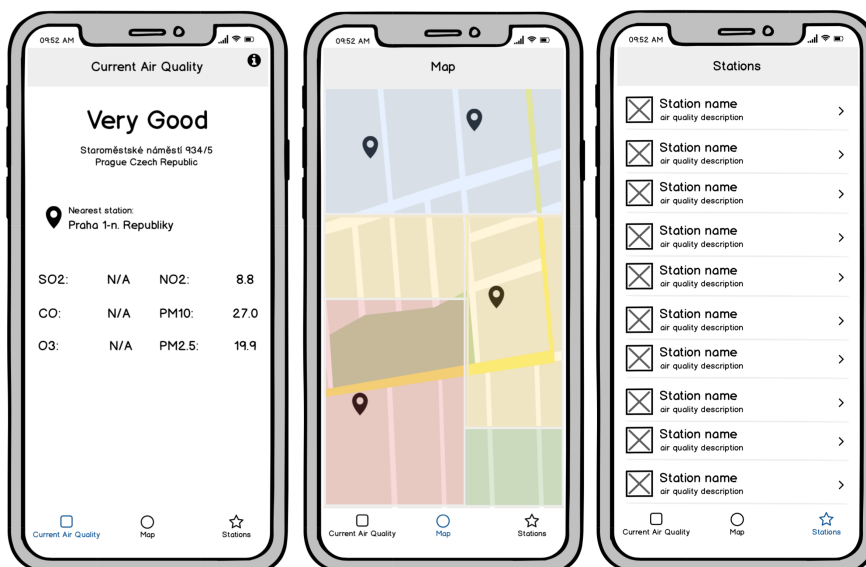 09:52 AM
Current Air Quality
Very Good
Staroměstské náměstí 934/5
Prague Czech Republic
Nearest station:
Praha 1-n. Republiky
SO2: N/A NO2: 8.8
CO: N/A PM10: 27.0
O3: N/A PM2.5: 19.9
Current Air Quality Map Stations
09:52 AM
Map
Current Air Quality Map Stations
09:52 AM
Stations
Station name
air quality description
Station name
air quality description
Station name
air quality description
Station name
air quality description
Station name
air quality description
Station name
air quality description
Station name
air quality description
Station name
air quality description
Station name
air quality description
Station name
air quality description
Current Air Quality Map Stations